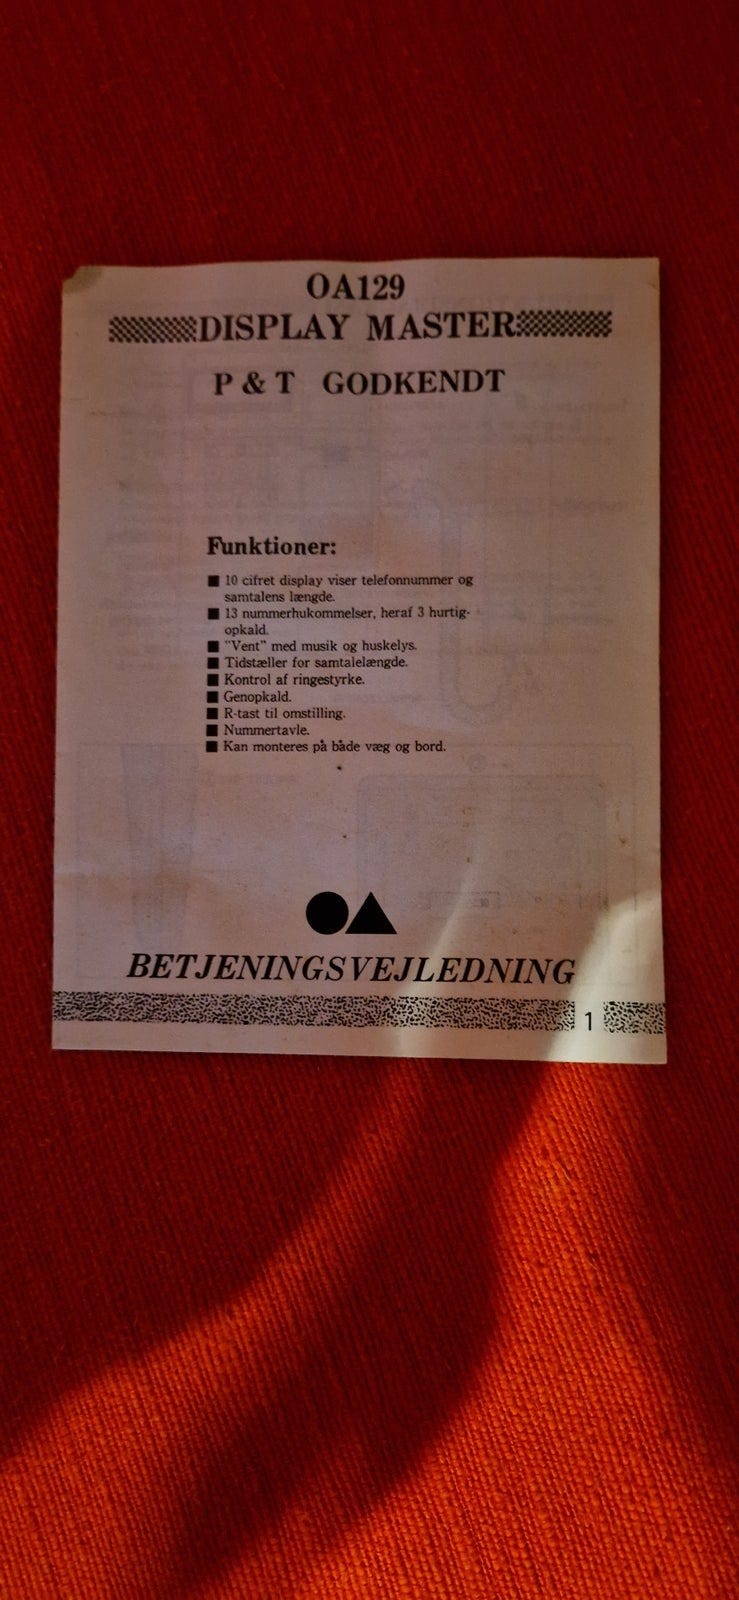 OA129
DISPLAY MASTER
P & T GODKENDT
Funktioner:
■ 10 cifret display viser telefonnummer og
samtalens længde.
■ 13 nummerhukommelser, heraf 3 hurtig-
opkald.
■ "Vent" med musik og huskelys.
■ Tidstæller for samtalelængde.
■ Kontrol af ringestyrke.
■ Genopkald.
■ R-tast til omstilling.
■ Nummertavle.
■ Kan monteres på både væg og bord.
BETJENINGSVEJLEDNING
1